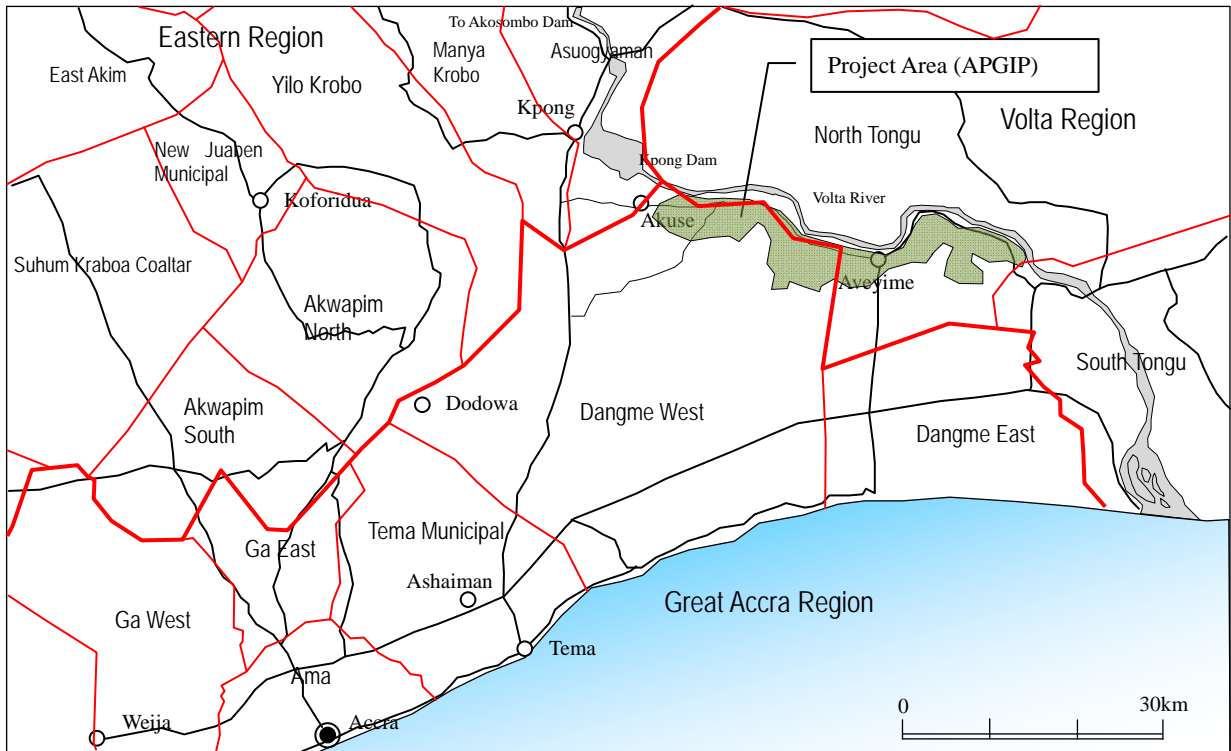 To Akosombo Dam
Eastern Region
Manya
Krobo
Asuogyaman
Project Area (APGIP)
East Akim
Yilo Krobo
Kpong
Volta Region
North Tongu
New Juaben
Municipal
Kpong Dam
Koforidua
Akuse
Volta River
Suhum Kraboa Coaltar
Akwapim
North
Aveyime
South Tongu
Akwapim
South
Dodowa
Dangme West
Dangme East
Tema Municipal
Ga East
Ashaiman
Great Accra Region
Ga West
Tema
Ama
Weija
Accra
0
30km